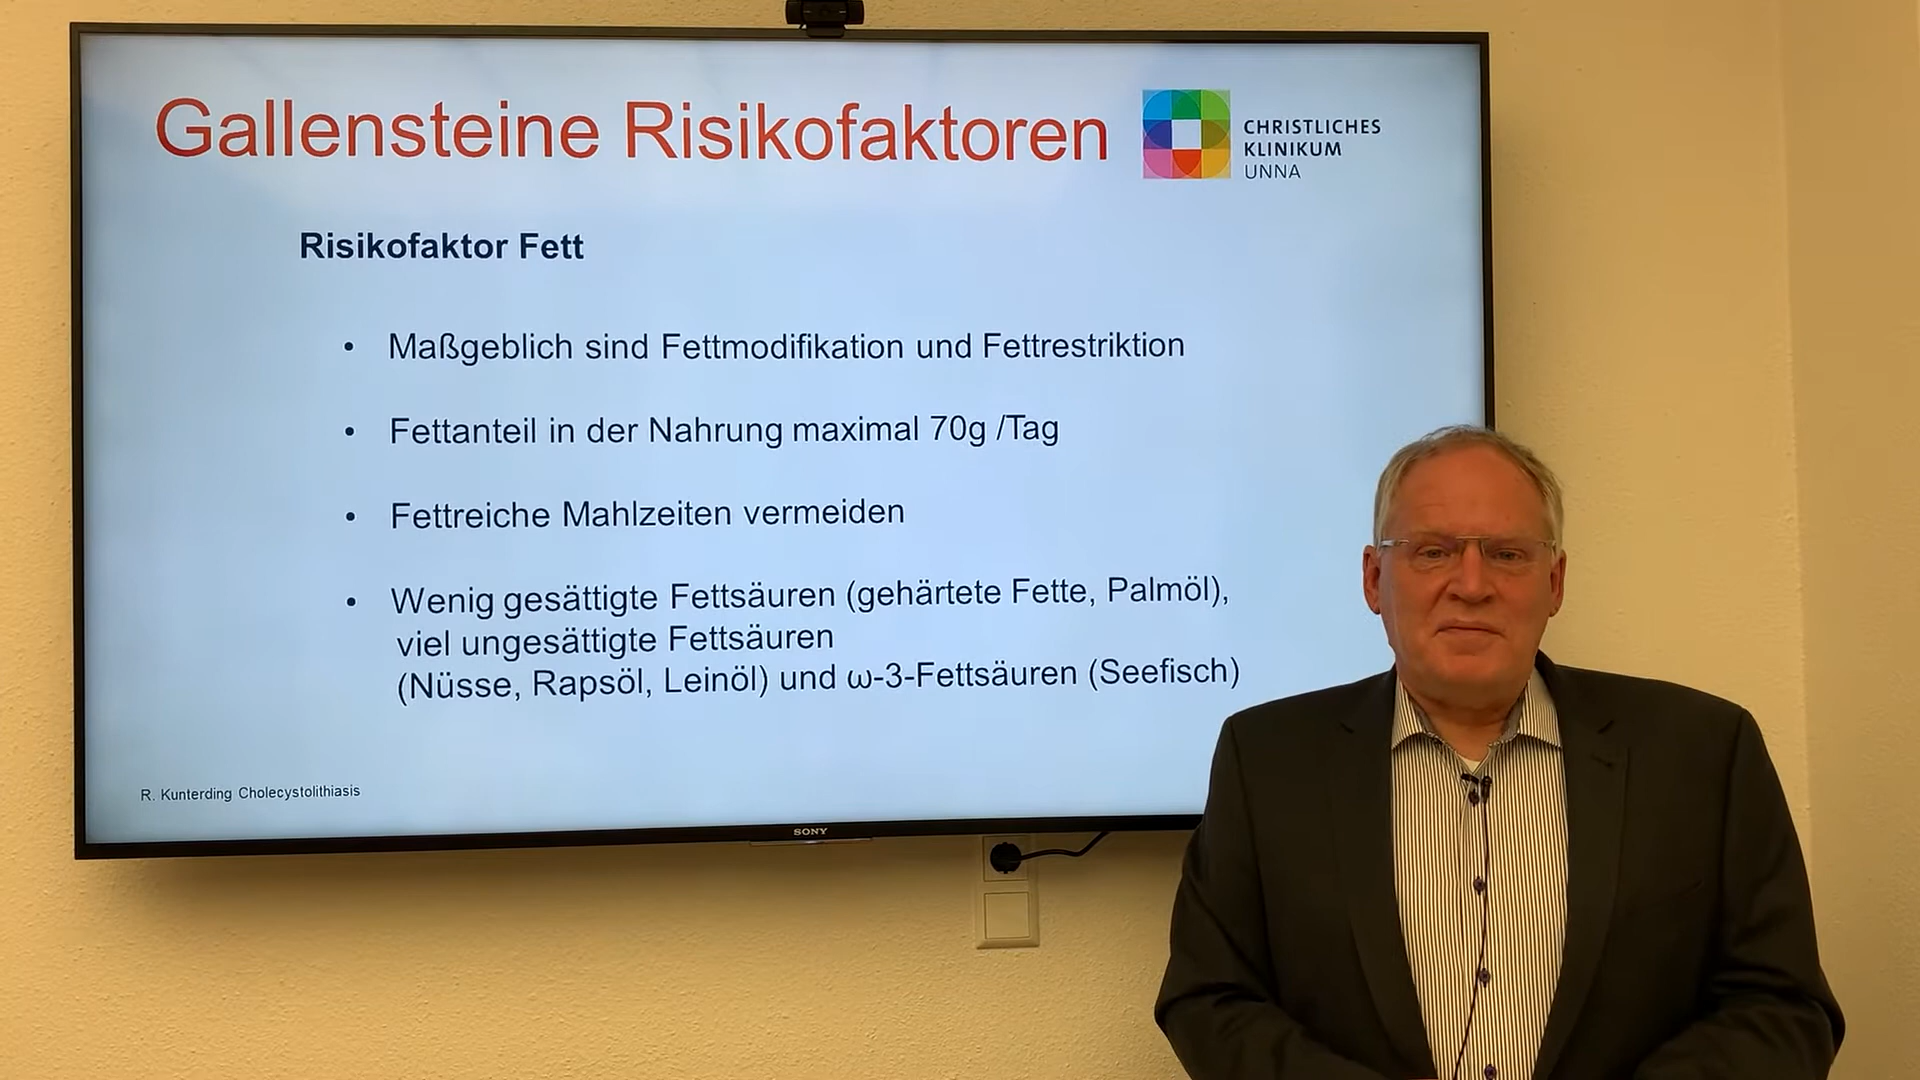 Gallensteine Risikofaktoren
CHRISTLICHES
KLINIKUM
UNNA
Risikofaktor Fett
• Maßgeblich sind Fettmodifikation und Fettrestriktion
• Fettanteil in der Nahrung maximal 70g /Tag
• Fettreiche Mahlzeiten vermeiden
• Wenig gesättigte Fettsäuren (gehärtete Fette, Palmöl),
viel ungesättigte Fettsäuren
(Nüsse, Rapsöl, Leinöl) und ω-3-Fettsäuren (Seefisch)
R. Kunterding Cholecystolithiasis
SONY